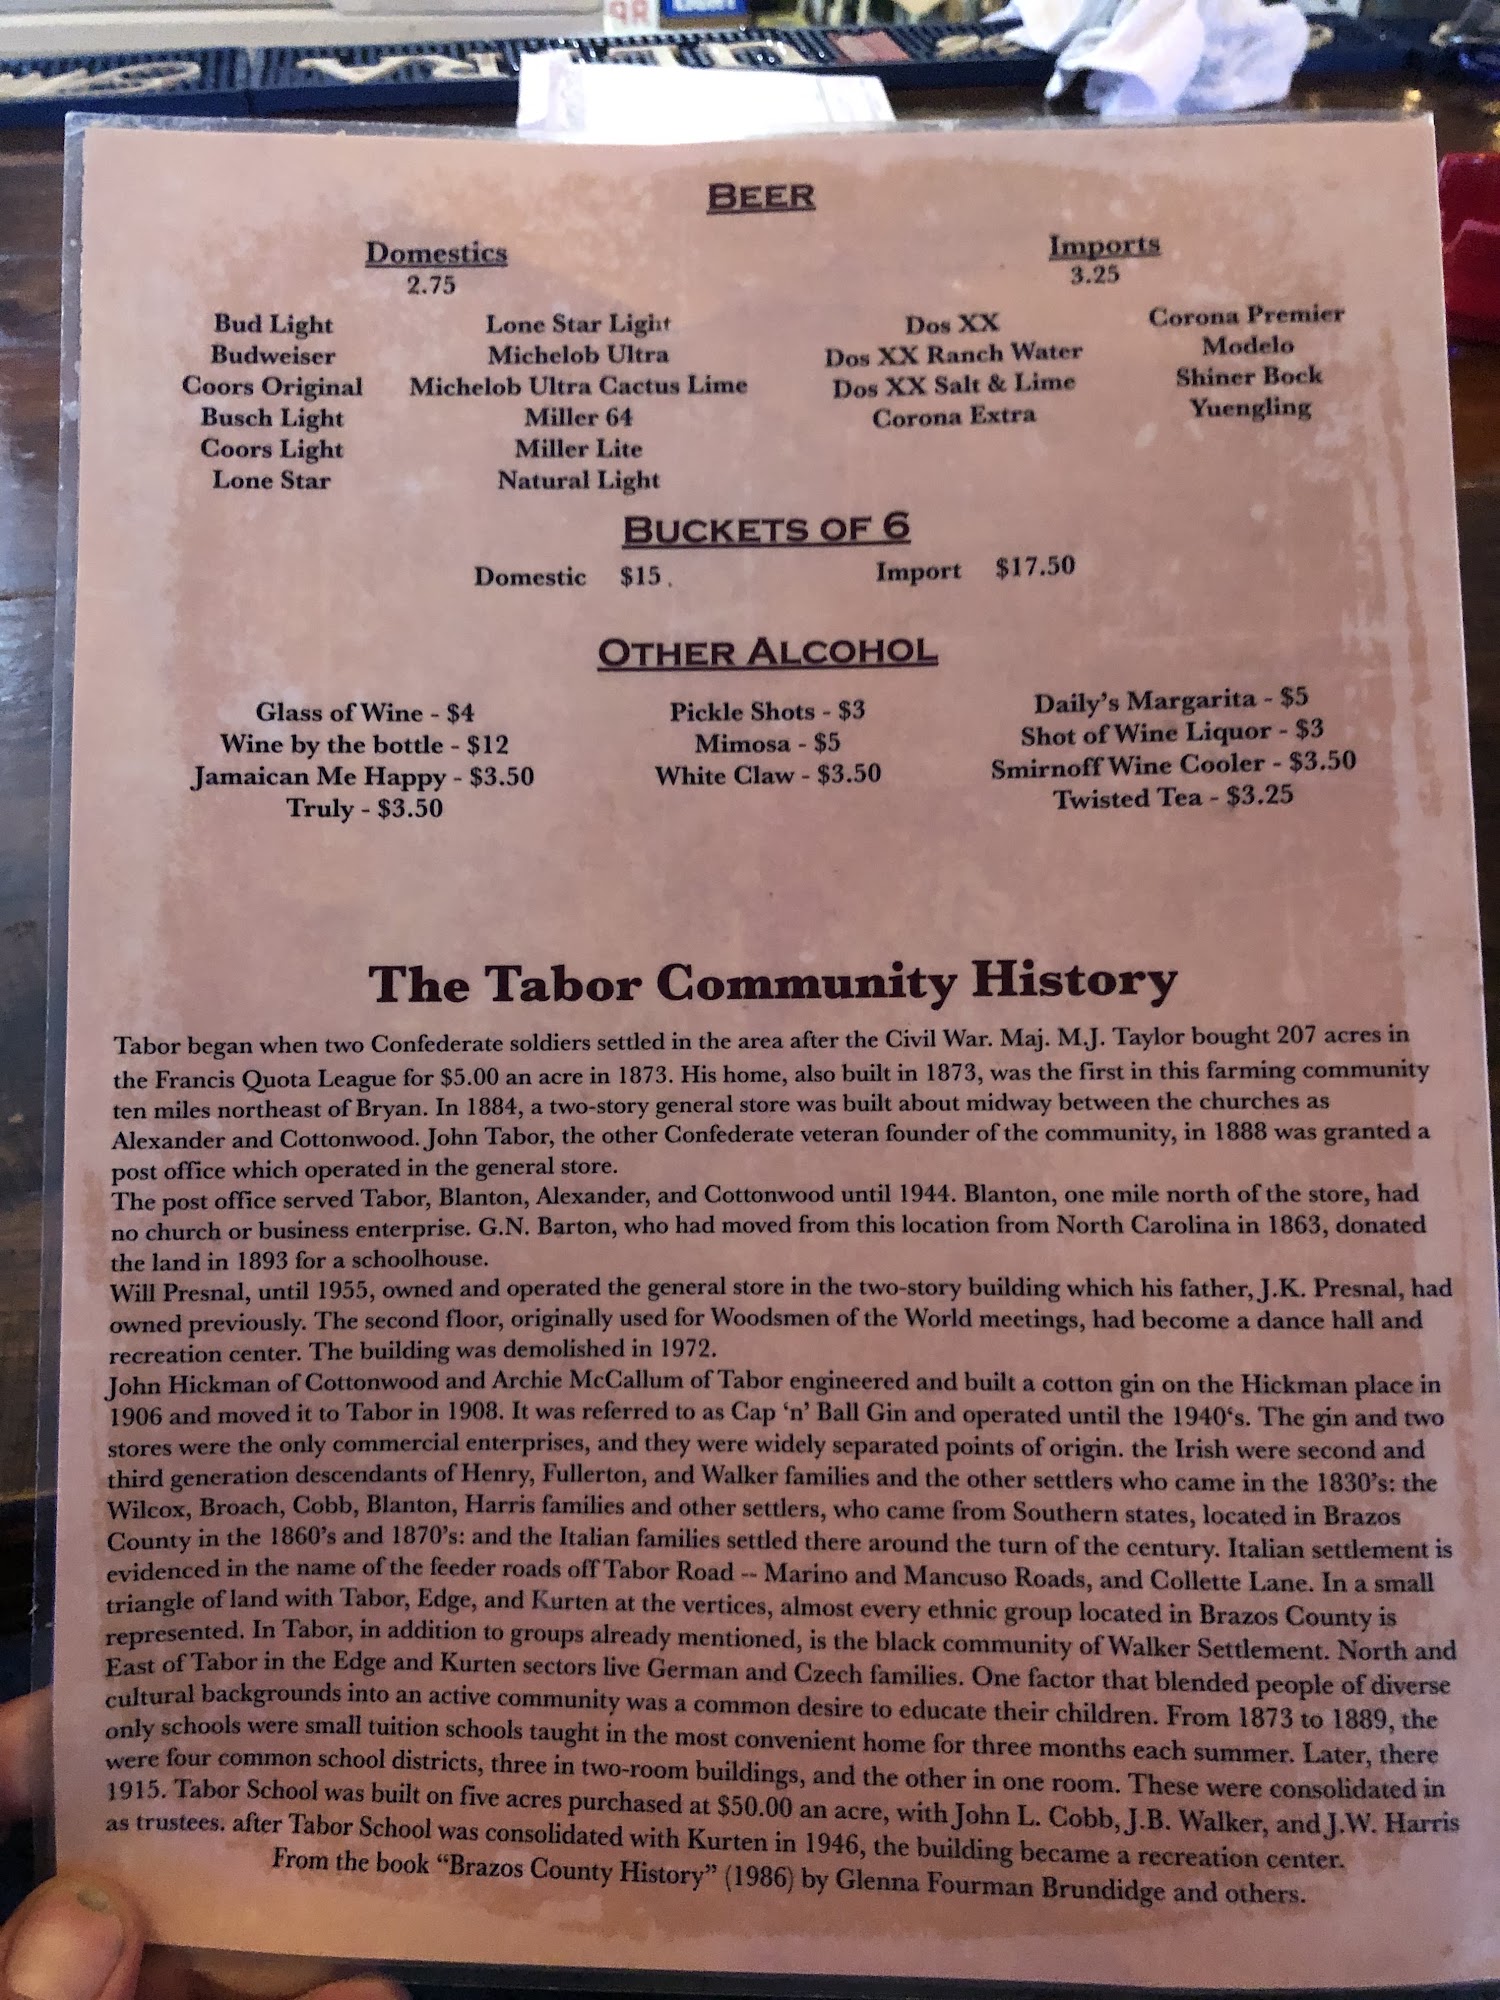 BEER
Domestics
2.75
Imports
3.25
Bud Light
Budweiser
Coors Original
Busch Light
Coors Light
Lone Star
Lone Star Light
Michelob Ultra
Michelob Ultra Cactus Lime
Miller 64
Miller Lite
Natural Light
Dos XX
Dos XX Ranch Water
Dos XX Salt & Lime
Corona Extra
Corona Premier
Modelo
Shiner Bock
Yuengling
BUCKETS OF 6
Domestic $15
Import $17.50
OTHER ALCOHOL
Glass of Wine - $4
Wine by the bottle - $12
Jamaican Me Happy - $3.50
Truly - $3.50
Pickle Shots - $3
Mimosa - $5
White Claw - $3.50
Daily's Margarita - $5
Shot of Wine Liquor - $3
Smirnoff Wine Cooler - $3.50
Twisted Tea - $3.25
The Tabor Community History
Tabor began when two Confederate soldiers settled in the area after the Civil War. Maj. M.J. Taylor bought 207 acres in
the Francis Quota League for $5.00 an acre in 1873. His home, also built in 1873, was the first in this farming community
ten miles northeast of Bryan. In 1884, a two-story general store was built about midway between the churches as
Alexander and Cottonwood. John Tabor, the other Confederate veteran founder of the community, in 1888 was granted a
post office which operated in the general store.
The post office served Tabor, Blanton, Alexander, and Cottonwood until 1944. Blanton, one mile north of the store, had
no church or business enterprise. G.N. Barton, who had moved from this location from North Carolina in 1863, donated
the land in 1893 for a schoolhouse.
Will Presnal, until 1955, owned and operated the general store in the two-story building which his father, J.K. Presnal, had
owned previously. The second floor, originally used for Woodsmen of the World meetings, had become a dance hall and
recreation center. The building was demolished in 1972.
John Hickman of Cottonwood and Archie McCallum of Tabor engineered and built a cotton gin on the Hickman place in
1906 and moved it to Tabor in 1908. It was referred to as Cap 'n' Ball Gin and operated until the 1940's. The gin and two
stores were the only commercial enterprises, and they were widely separated points of origin. the Irish were second and
third generation descendants of Henry, Fullerton, and Walker families and the other settlers who came in the 1830's: the
Wilcox, Broach, Cobb, Blanton, Harris families and other settlers, who came from Southern states, located in Brazos
County in the 1860's and 1870's: and the Italian families settled there around the turn of the century. Italian settlement is
evidenced in the name of the feeder roads off Tabor Road -- Marino and Mancuso Roads, and Collette Lane. In a small
triangle of land with Tabor, Edge, and Kurten at the vertices, almost every ethnic group located in Brazos County is
represented. In Tabor, in addition to groups already mentioned, is the black community of Walker Settlement. North and
East of Tabor in the Edge and Kurten sectors live German and Czech families. One factor that blended people of diverse
cultural backgrounds into an active community was a common desire to educate their children. From 1873 to 1889, the
only schools were small tuition schools taught in the most convenient home for three months each summer. Later, there
were four common school districts, three in two-room buildings, and the other in one room. These were consolidated in
1915. Tabor School was built on five acres purchased at $50.00 an acre, with John L. Cobb, J.B. Walker, and J.W. Harris
as trustees. after Tabor School was consolidated with Kurten in 1946, the building became a recreation center.
From the book “Brazos County History” (1986) by Glenna Fourman Brundidge and others.